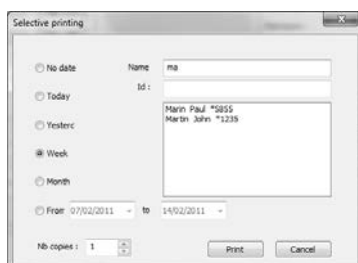 Selective printing
No date
Name
ma
Today
Id :
Marin Paul *5855
Martin John *1235
Yesterc
Week
Month
From 07/02/2011 to 14/02/2011
Nb copies : 1
Print
Cancel